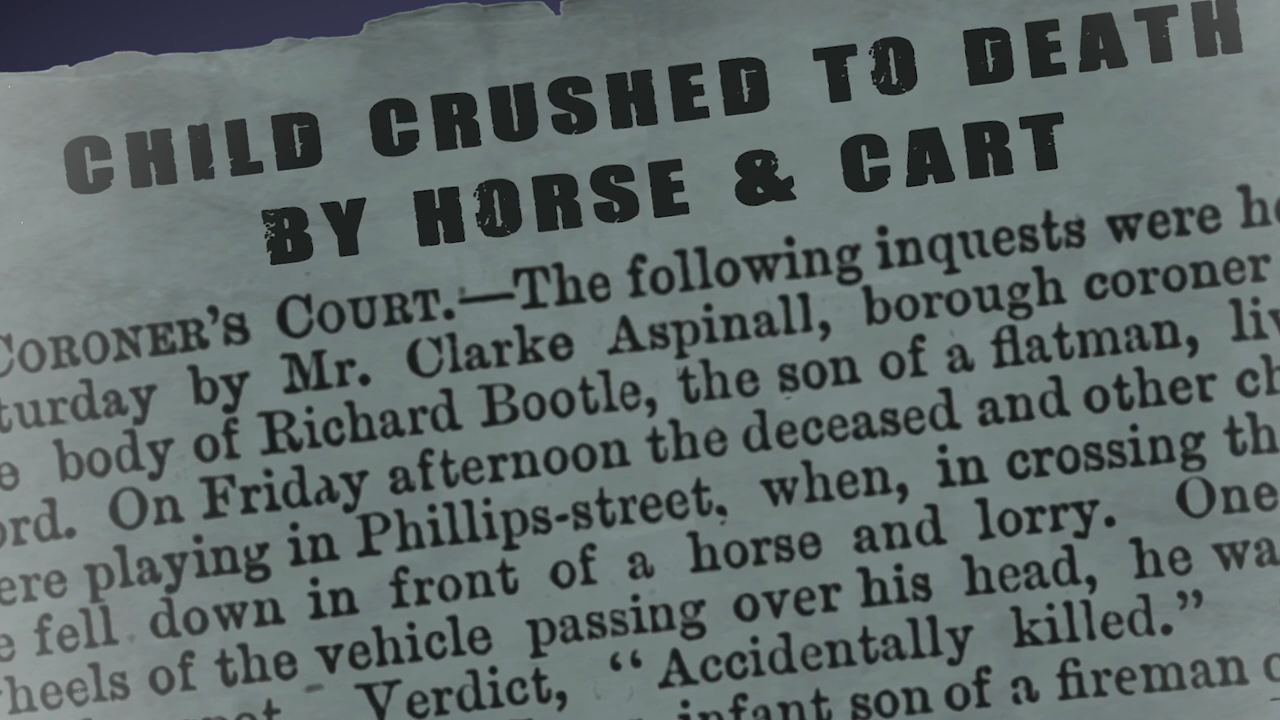 CHILD CRUSHED TO DEATH
BY HORSE & CART
CORONER'S COURT.—The following inquests were
turday by Mr. Clarke Aspinall, borough coroner
body of Richard Bootle, the son of a flatman,
ord. On Friday afternoon the deceased and other
ere playing in Phillips-street, when, in crossing
fell down in front of a horse and lorry. One
heels of the vehicle passing over his head, he
Verdict, "Accidentally killed."
infant son of a fireman